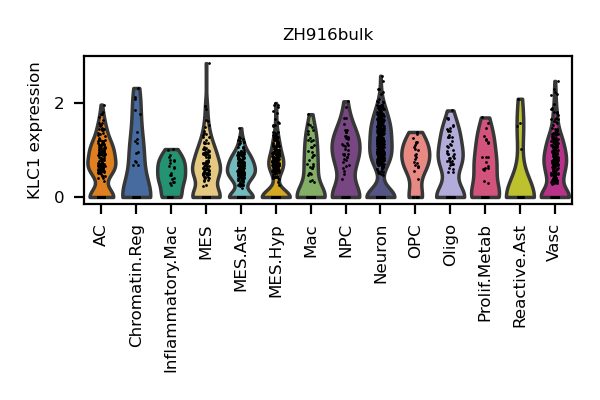 ZH916bulk
KLC1 expression
2
0
AC
Chromatin.Reg
Inflammatory.Mac
MES
MES.Ast
MES.Hyp
Mac
NPC
Neuron
OPC
Oligo
Prolif.Metab
Reactive.Ast
Vasc